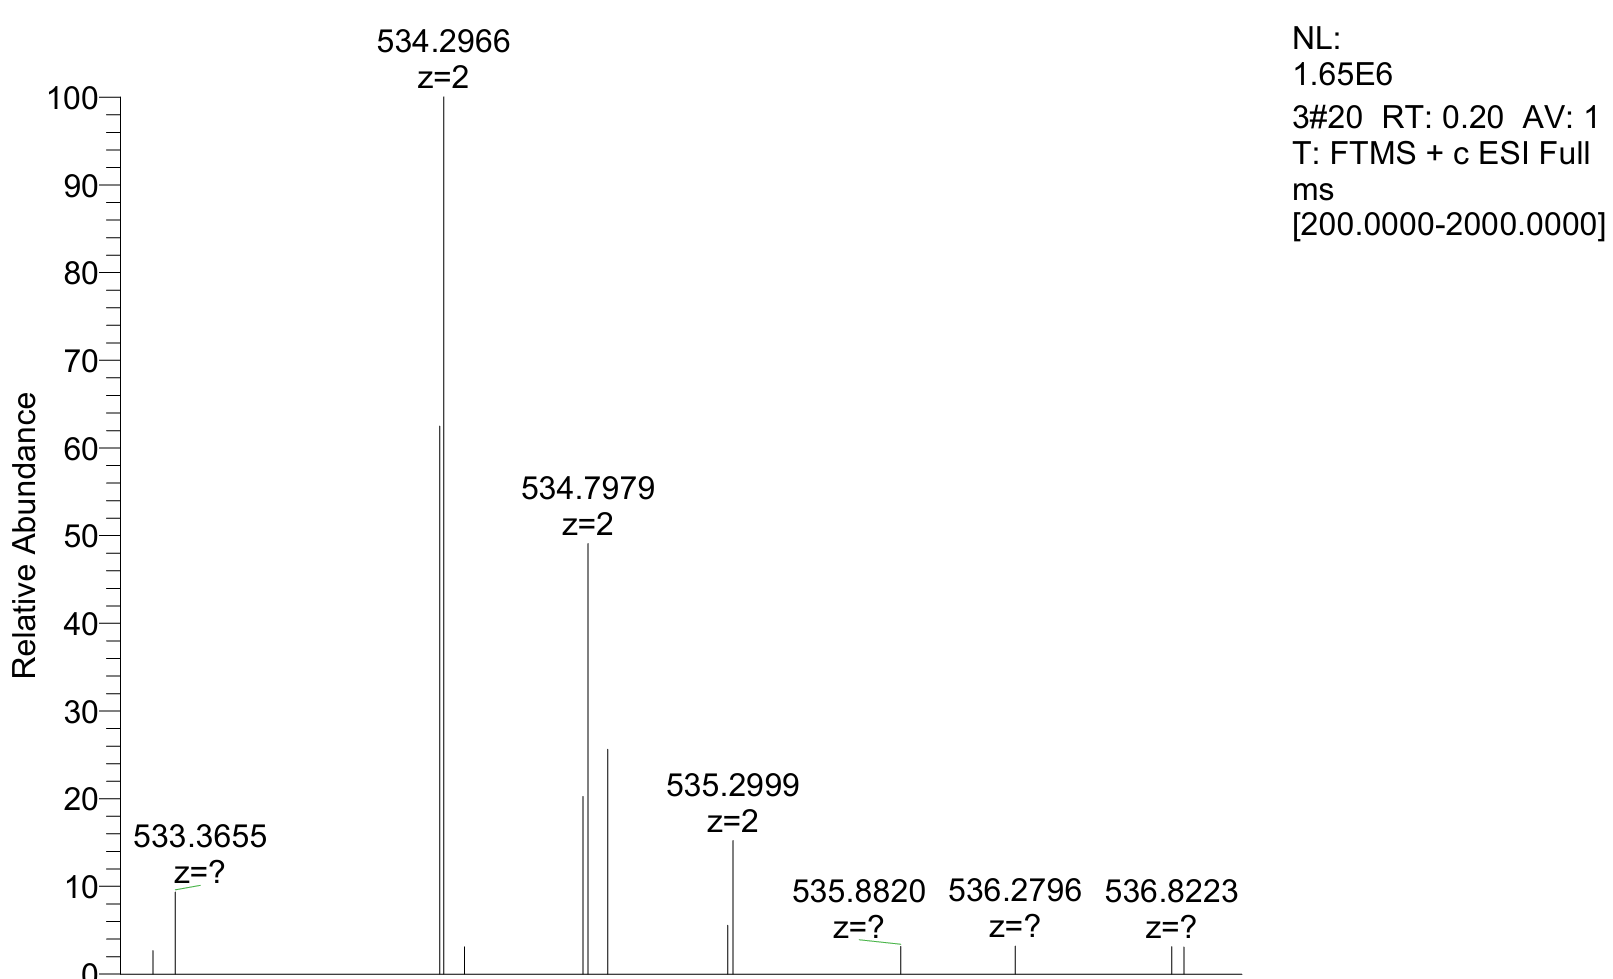 534.2966
z=2
NL:
1.65E6
3#20 RT: 0.20 AV: 1
T: FTMS + c ESI Full
ms
[200.0000-2000.0000]
100
90
80
70
60
50
40
30
20
10
0
Relative Abundance
534.7979
z=2
535.2999
z=2
533.3655
z=?
535.8820
z=?
536.2796
z=?
536.8223
z=?